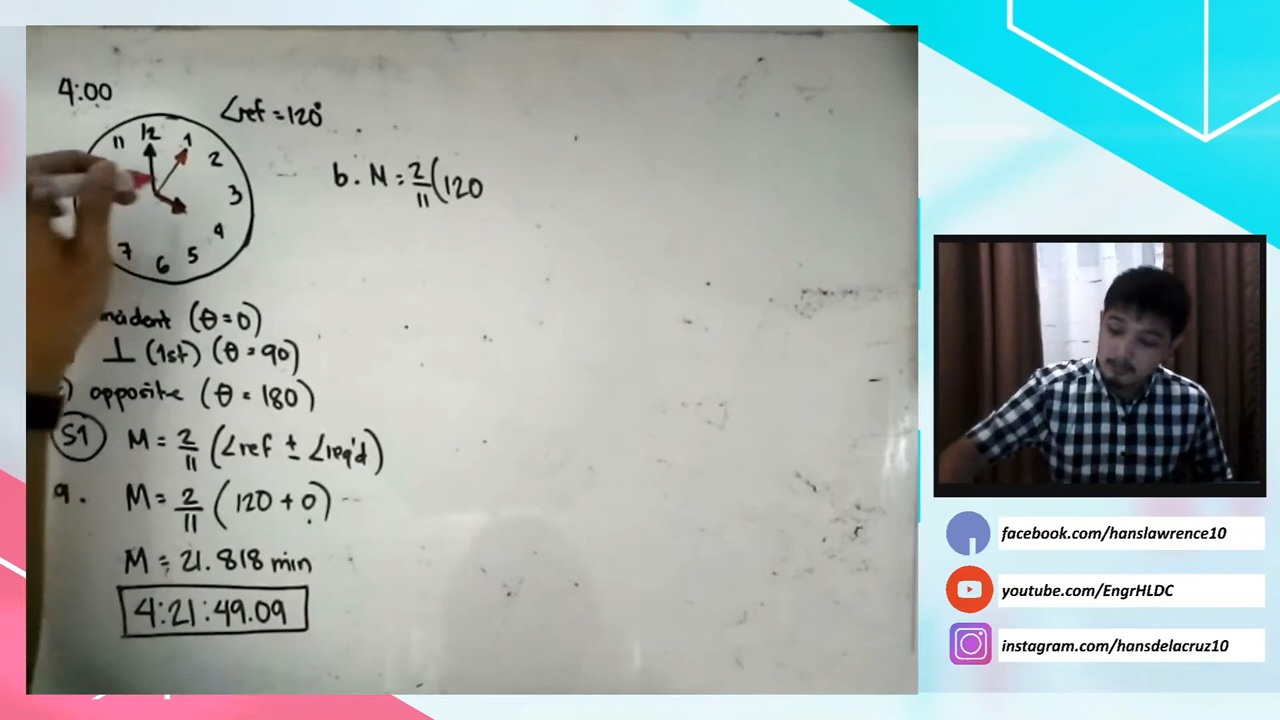 4:00
∠ref = 120°
11 12 1
2
3
4
5
6
7
b. M = 2/11 (120
(θ = 0)
⊥ (1st) (θ = 90)
) opposite (θ = 180)
S1 M = 2/11 (∠ref ± ∠req'd)
a. M = 2/11 (120 + 0)
M = 21.818 min
4:21:49.09
facebook.com/hanslawrence10
youtube.com/EngrHLDC
instagram.com/hansdelacruz10